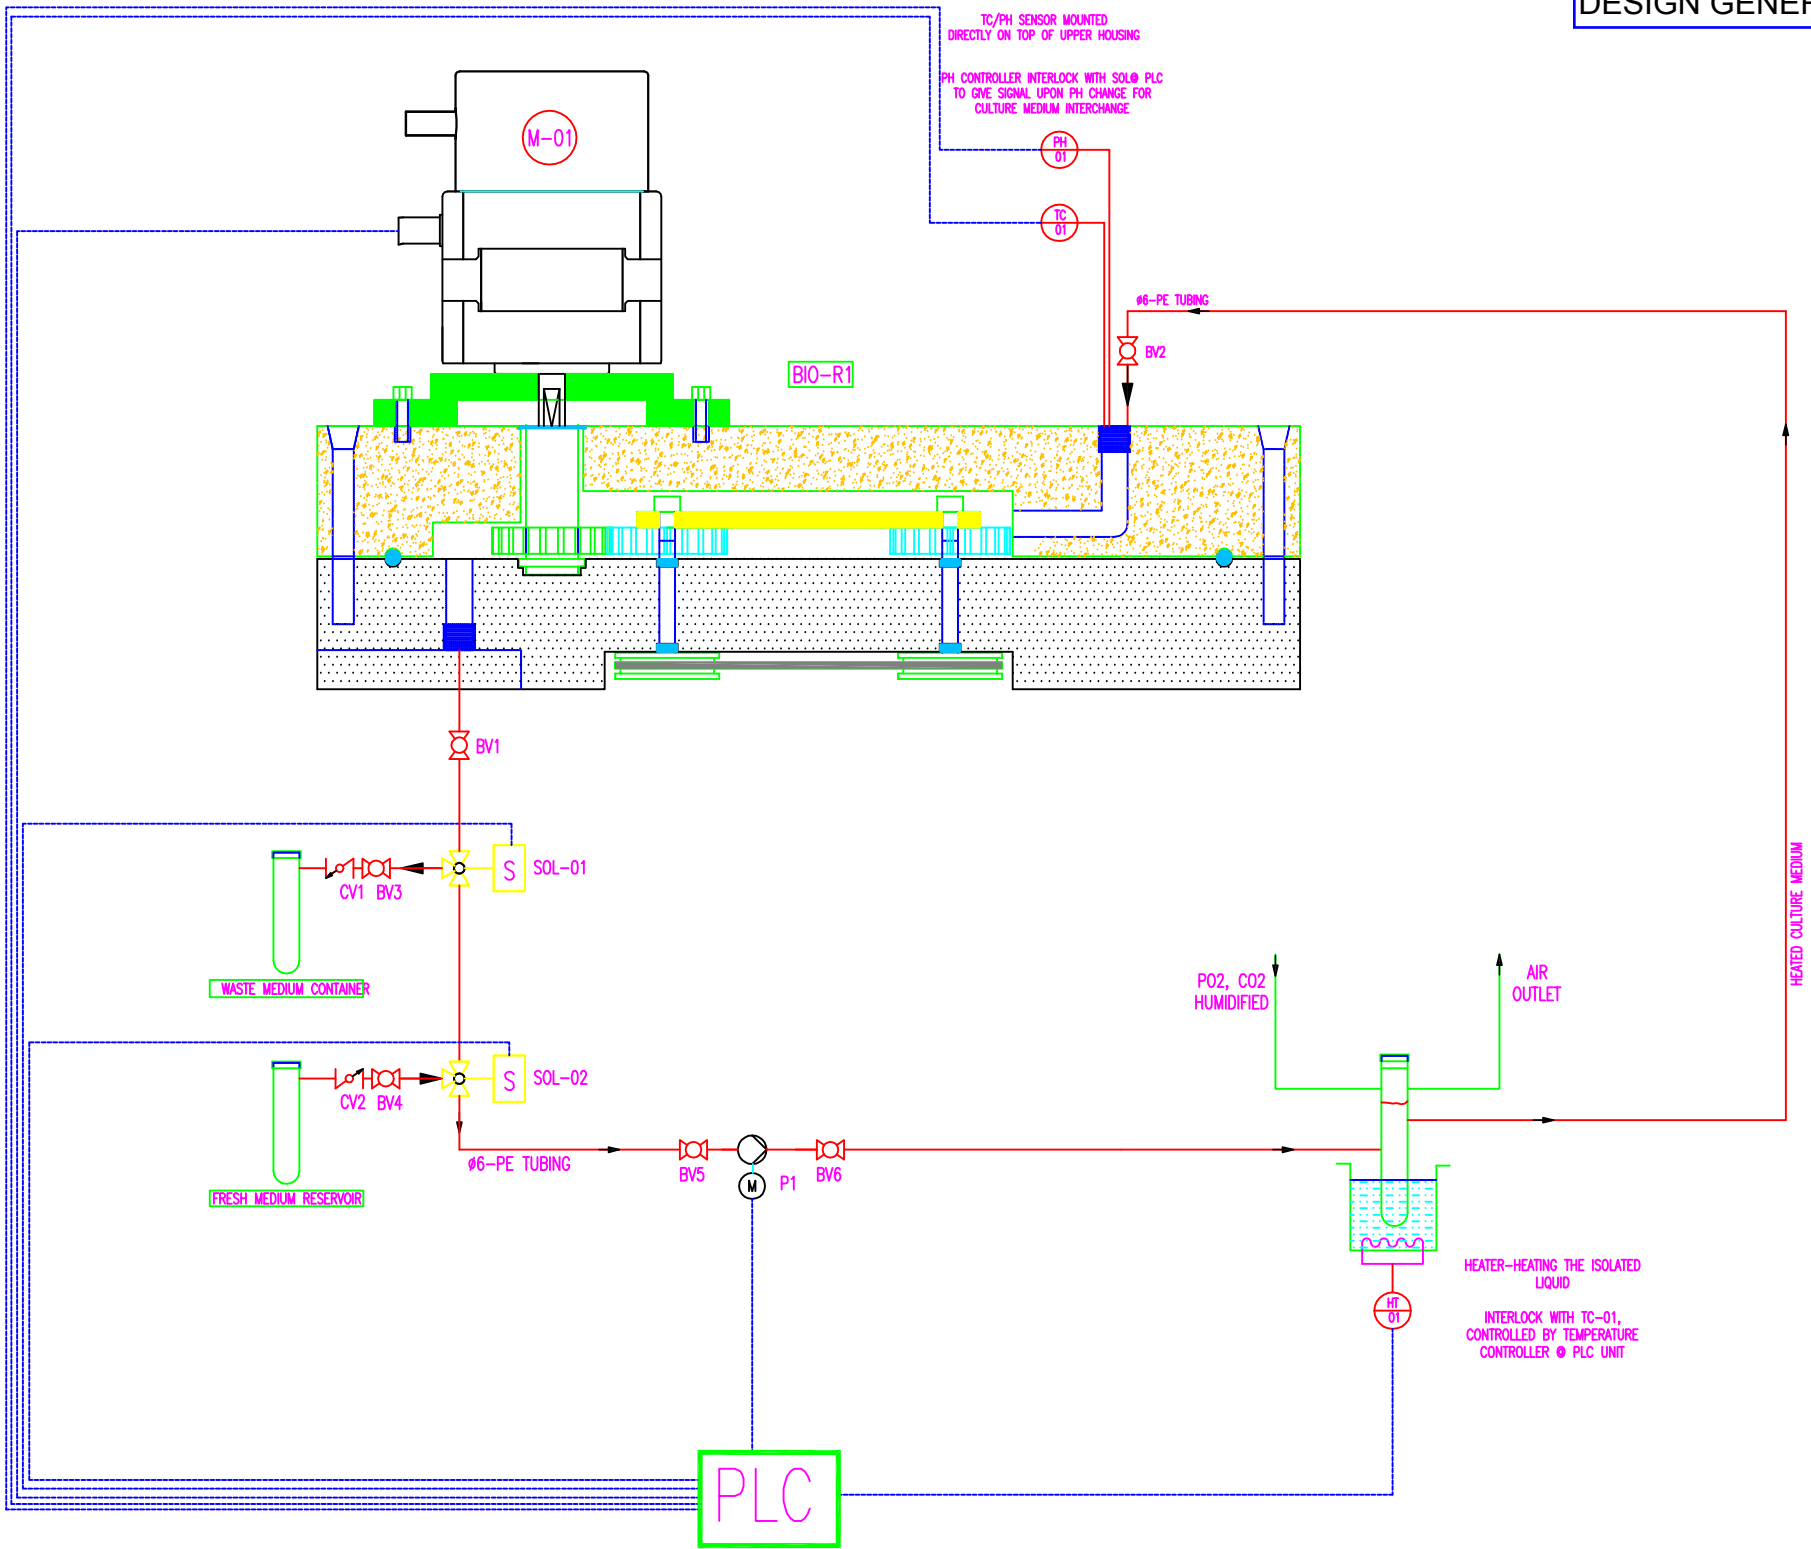 DESIGN GENER
TC/PH SENSOR MOUNTED
DIRECTLY ON TOP OF UPPER HOUSING
PH CONTROLLER INTERLOCK WITH SOL@ PLC
TO GIVE SIGNAL UPON PH CHANGE FOR
CULTURE MEDIUM INTERCHANGE
M-01
PH
01
TC
01
ø6-PE TUBING
BV2
BIO-R1
BV1
S
SOL-01
CV1 BV3
WASTE MEDIUM CONTAINER
HEATED CULTURE MEDIUM
PO2, CO2
HUMIDIFIED
AIR
OUTLET
S
SOL-02
CV2 BV4
FRESH MEDIUM RESERVOIR
ø6-PE TUBING
BV5
M
P1
BV6
HEATER-HEATING THE ISOLATED
LIQUID
HT
01
INTERLOCK WITH TC-01,
CONTROLLED BY TEMPERATURE
CONTROLLER @ PLC UNIT
PLC